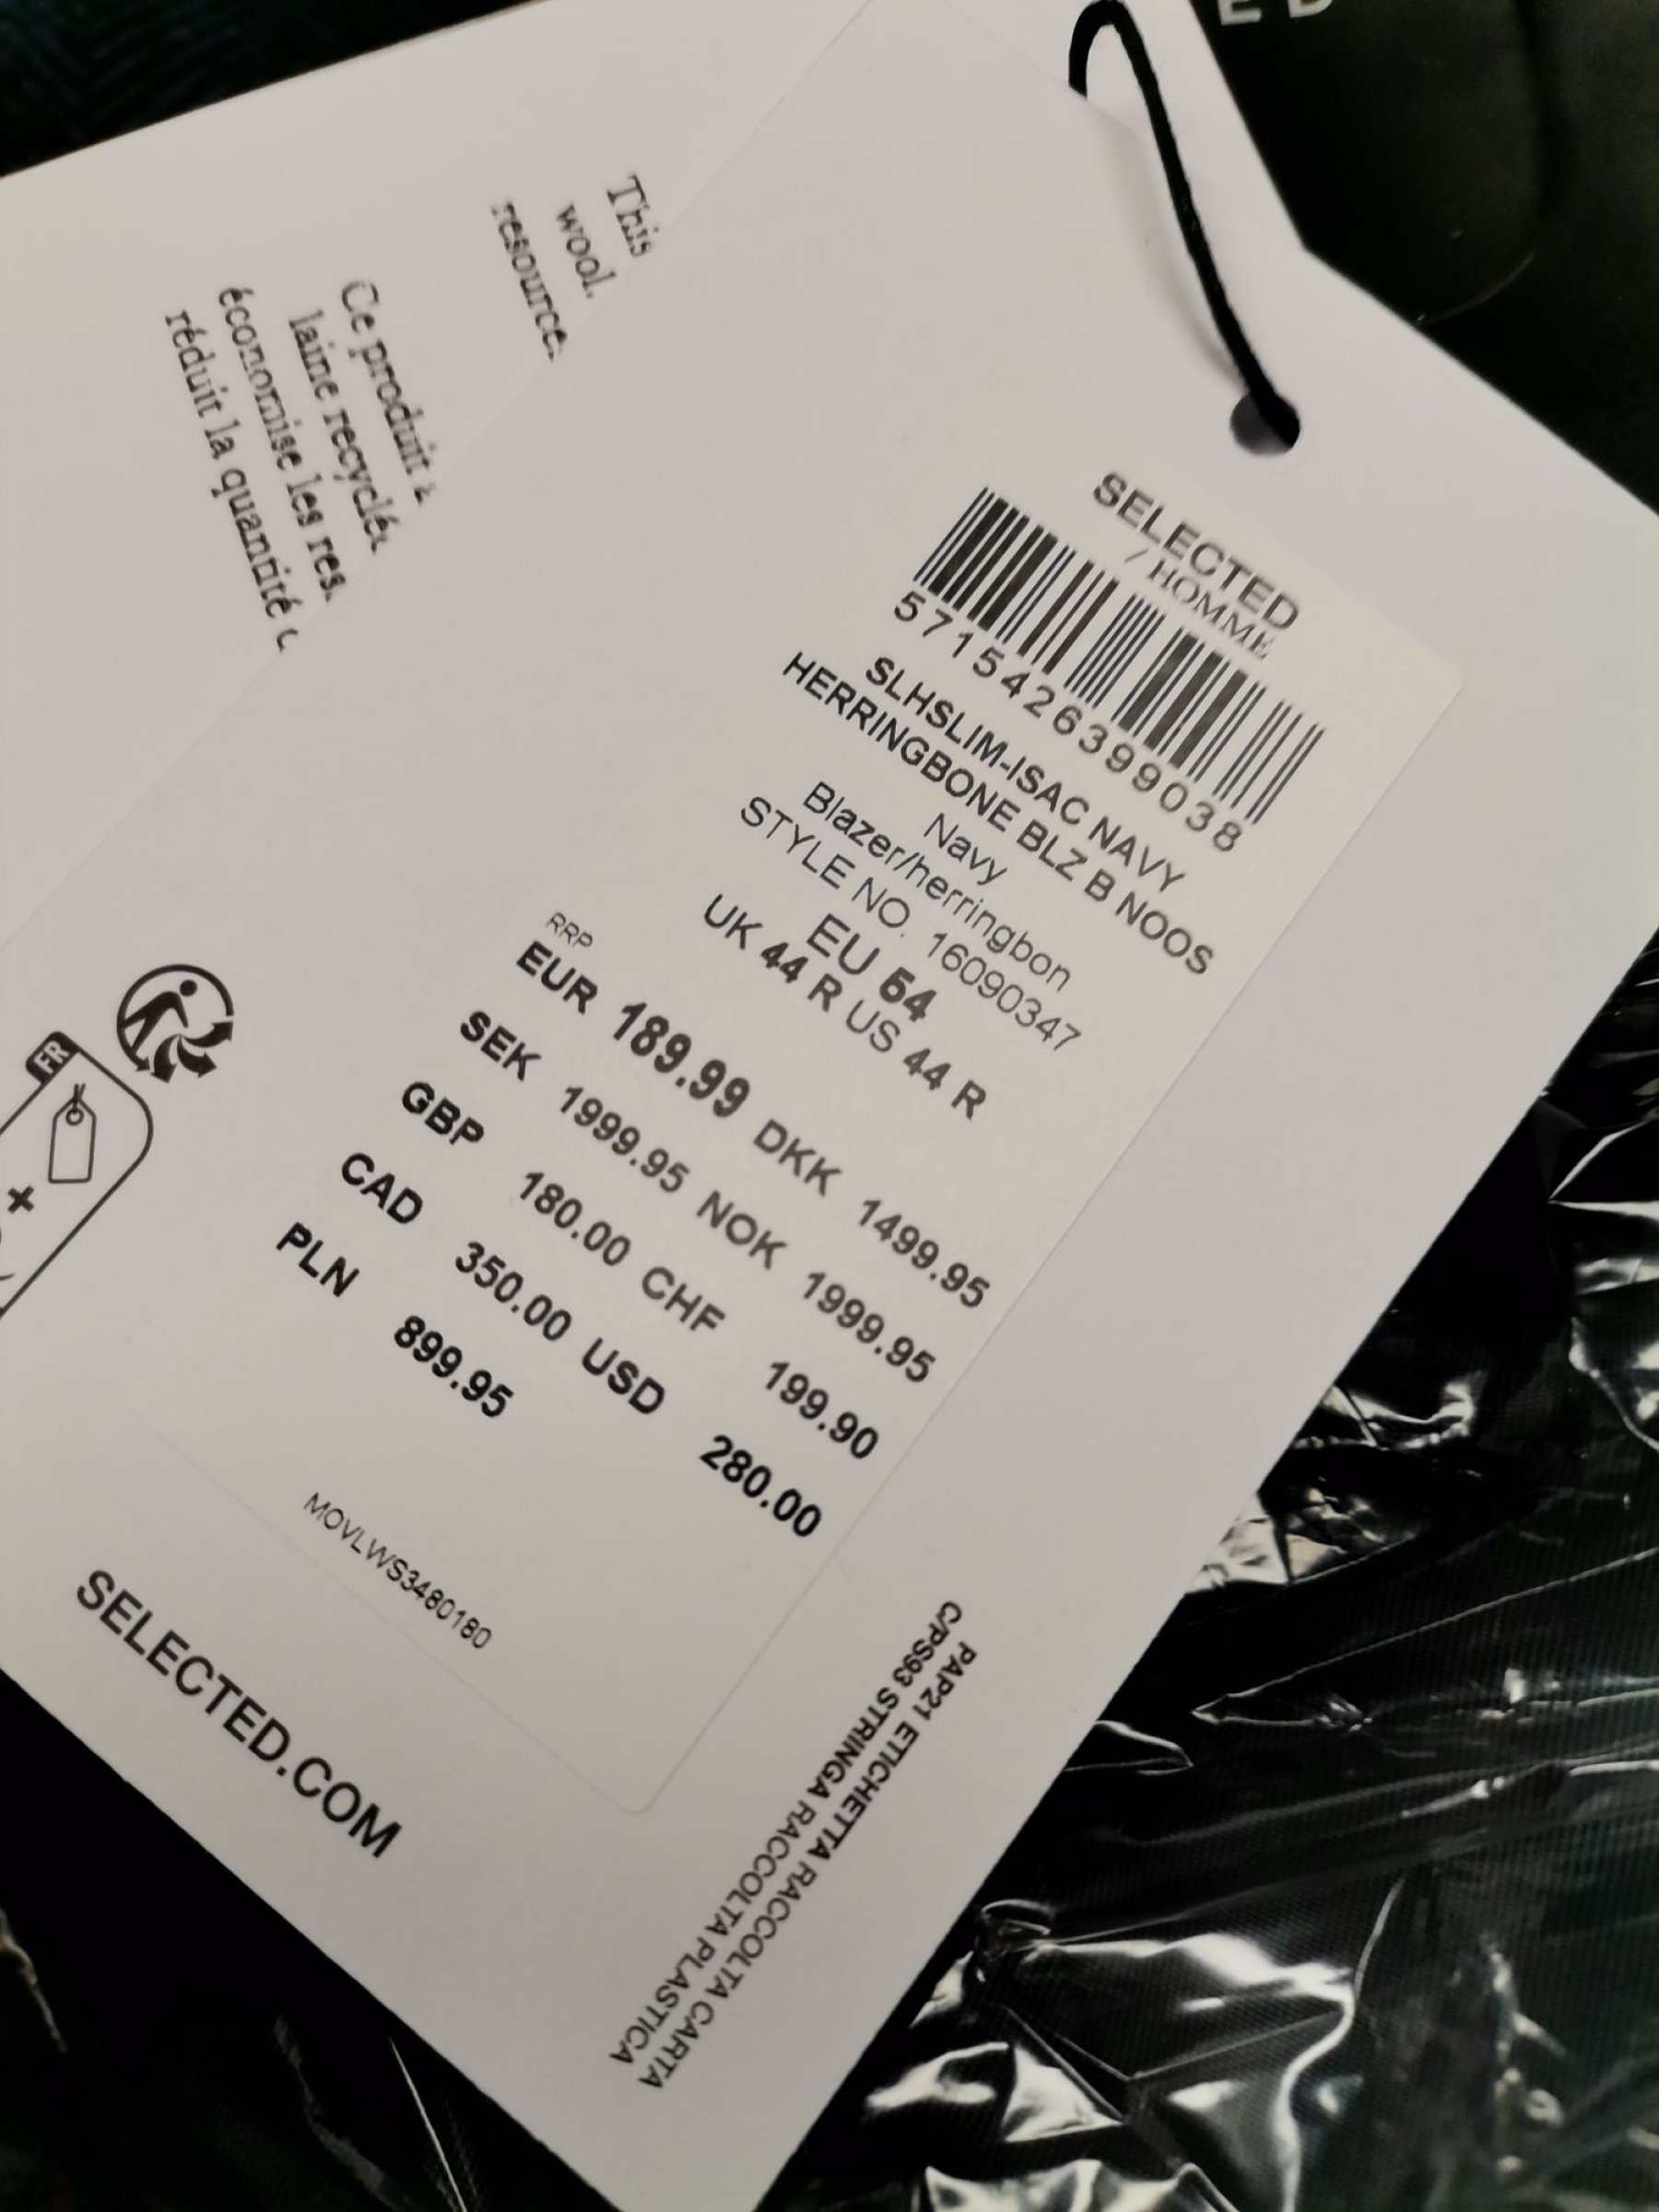 ED
This
wool.
resource
Ce produit
laine recyclé
économise les res
réduit la quantité
SELECTED
/ HOMME
5715426399038
SLHSLIM-ISAC NAVY
HERRINGBONE BLZ B NOOS
Navy
Blazer/herringbon
STYLE NO. 16090347
EU 54
UK 44 R US 44 R
RRP
EUR 189.99 DKK 1499.95
SEK 1999.95 NOK 1999.95
GBP 180.00 CHF 199.90
CAD 350.00 USD 280.00
PLN 899.95
MOVLWS3480180
FR
+
SELECTED.COM
PAP21 ETICHETTA RACCOLTA CARTA
C/PS93 STRINGA RACCCOLTA PLASTICA